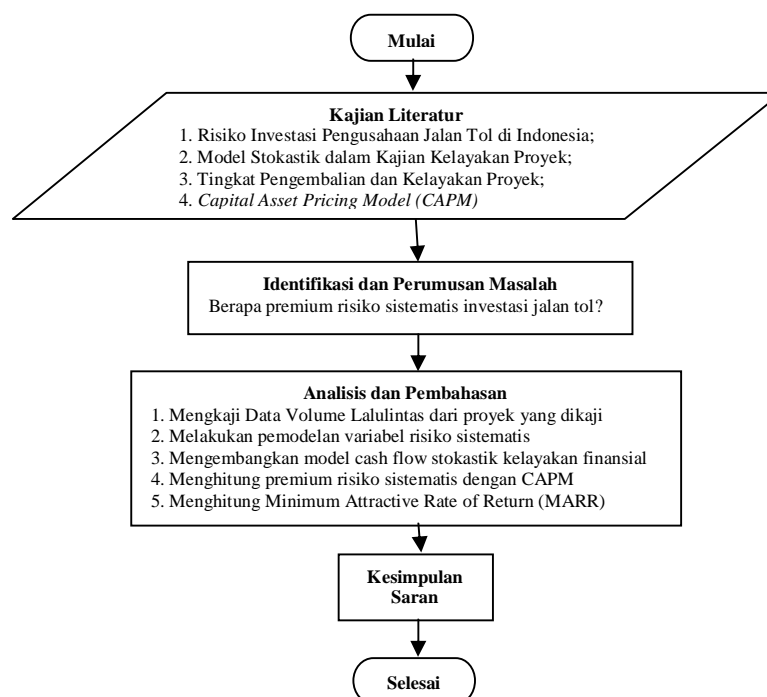 Mulai
Kajian Literatur
1. Risiko Investasi Pengusahaan Jalan Tol di Indonesia;
2. Model Stokastik dalam Kajian Kelayakan Proyek;
3. Tingkat Pengembalian dan Kelayakan Proyek;
4. Capital Asset Pricing Model (CAPM)
Identifikasi dan Perumusan Masalah
Berapa premium risiko sistematis investasi jalan tol?
Analisis dan Pembahasan
1. Mengkaji Data Volume Lalulintas dari proyek yang dikaji
2. Melakukan pemodelan variabel risiko sistematis
3. Mengembangkan model cash flow stokastik kelayakan finansial
4. Menghitung premium risiko sistematis dengan CAPM
5. Menghitung Minimum Attractive Rate of Return (MARR)
Kesimpulan
Saran
Selesai